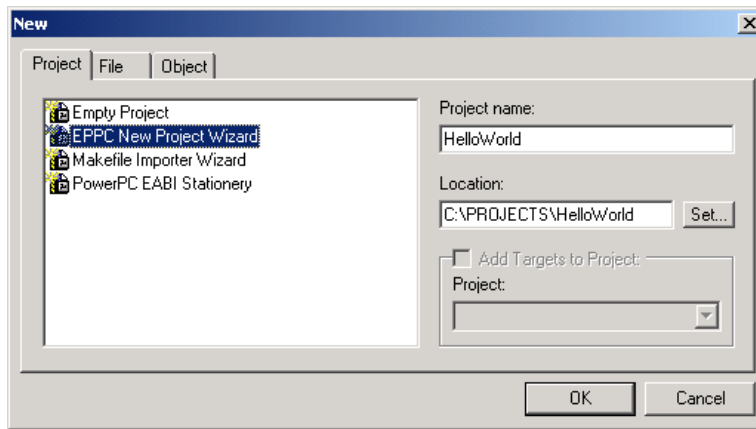 New
Project
File
Object
Empty Project
EPPC New Project Wizard
Makefile Importer Wizard
PowerPC EABI Stationery
Project name:
HelloWorld
Location:
C:\PROJECTS\HelloWorld
Set...
Add Targets to Project:
Project:
OK
Cancel